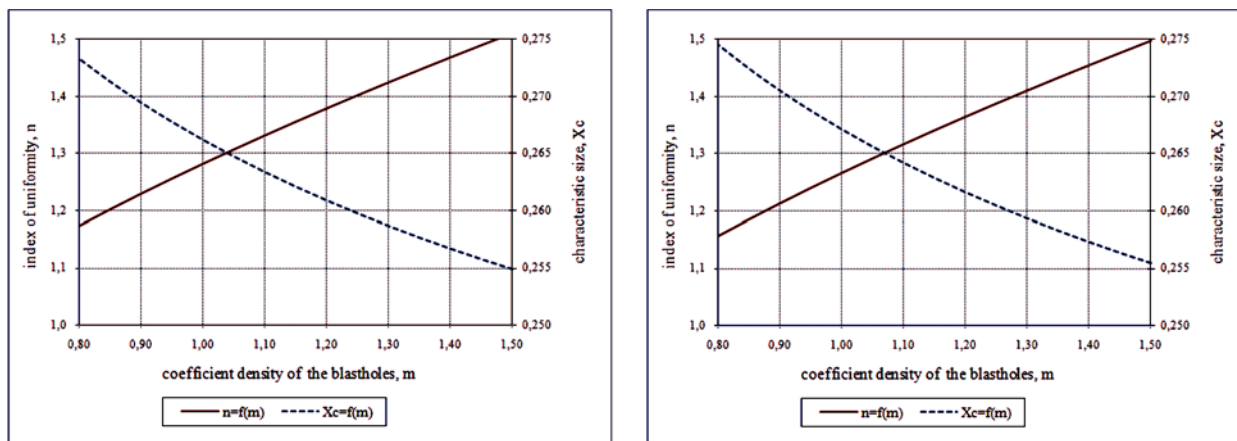 1,5
1,4
1,3
1,2
1,1
1,0
index of uniformity, n
0,275
0,270
0,265
0,260
0,255
0,250
characteristic size, Xc
0,80 0,90 1,00 1,10 1,20 1,30 1,40 1,50
coefficient density of the blastholes, m
n=f(m) Xc=f(m)
1,5
1,4
1,3
1,2
1,1
1,0
index of uniformity, n
0,275
0,270
0,265
0,260
0,255
0,250
characteristic size, Xc
0,80 0,90 1,00 1,10 1,20 1,30 1,40 1,50
coefficient density of the blastholes, m
n=f(m) Xc=f(m)